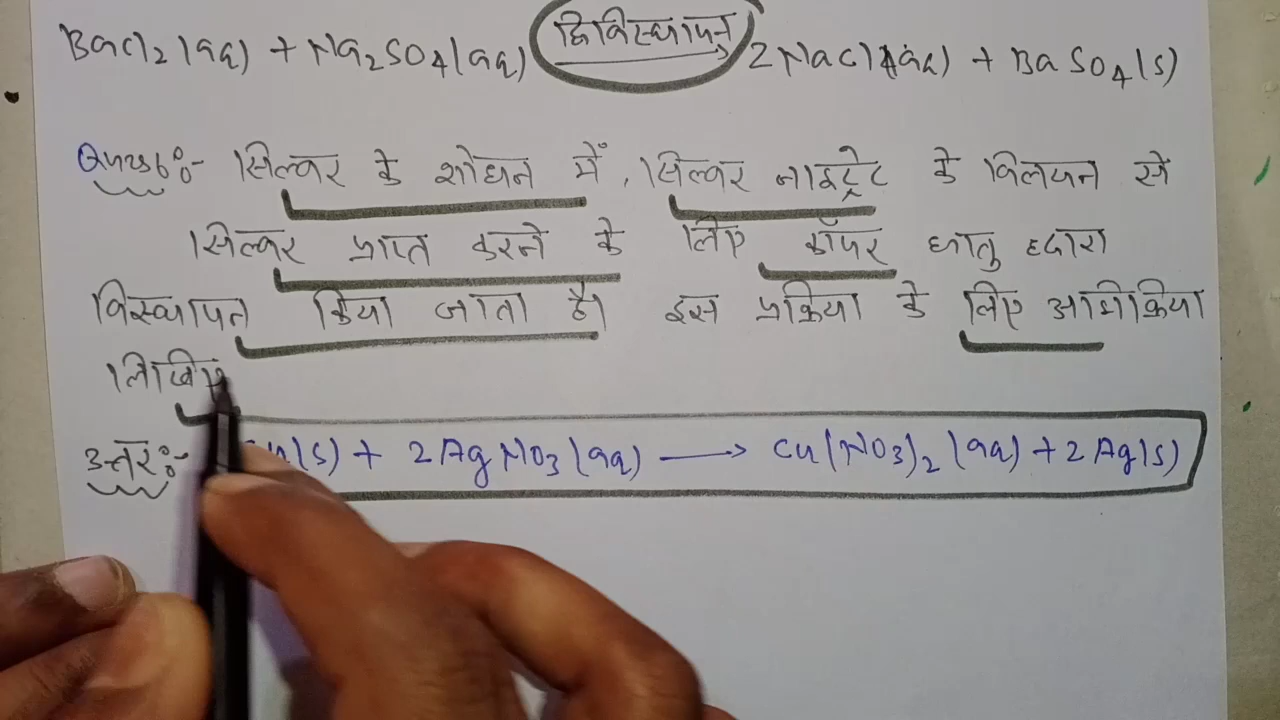 BaCl2(aq) + Na2SO4(aq) द्विविस्थापन → 2NaCl(aq) + BaSO4(s)
Ques6:- सिल्वर के शोधन में, सिल्वर नाइट्रेट के विलयन से
सिल्वर प्राप्त करने के लिए कॉपर धातु द्वारा
विस्थापन किया जाता है। इस प्रक्रिया के लिए अभिक्रिया
लिखिए
उत्तर:- (s) + 2AgNO3(aq) → Cu(NO3)2(aq) + 2Ag(s)